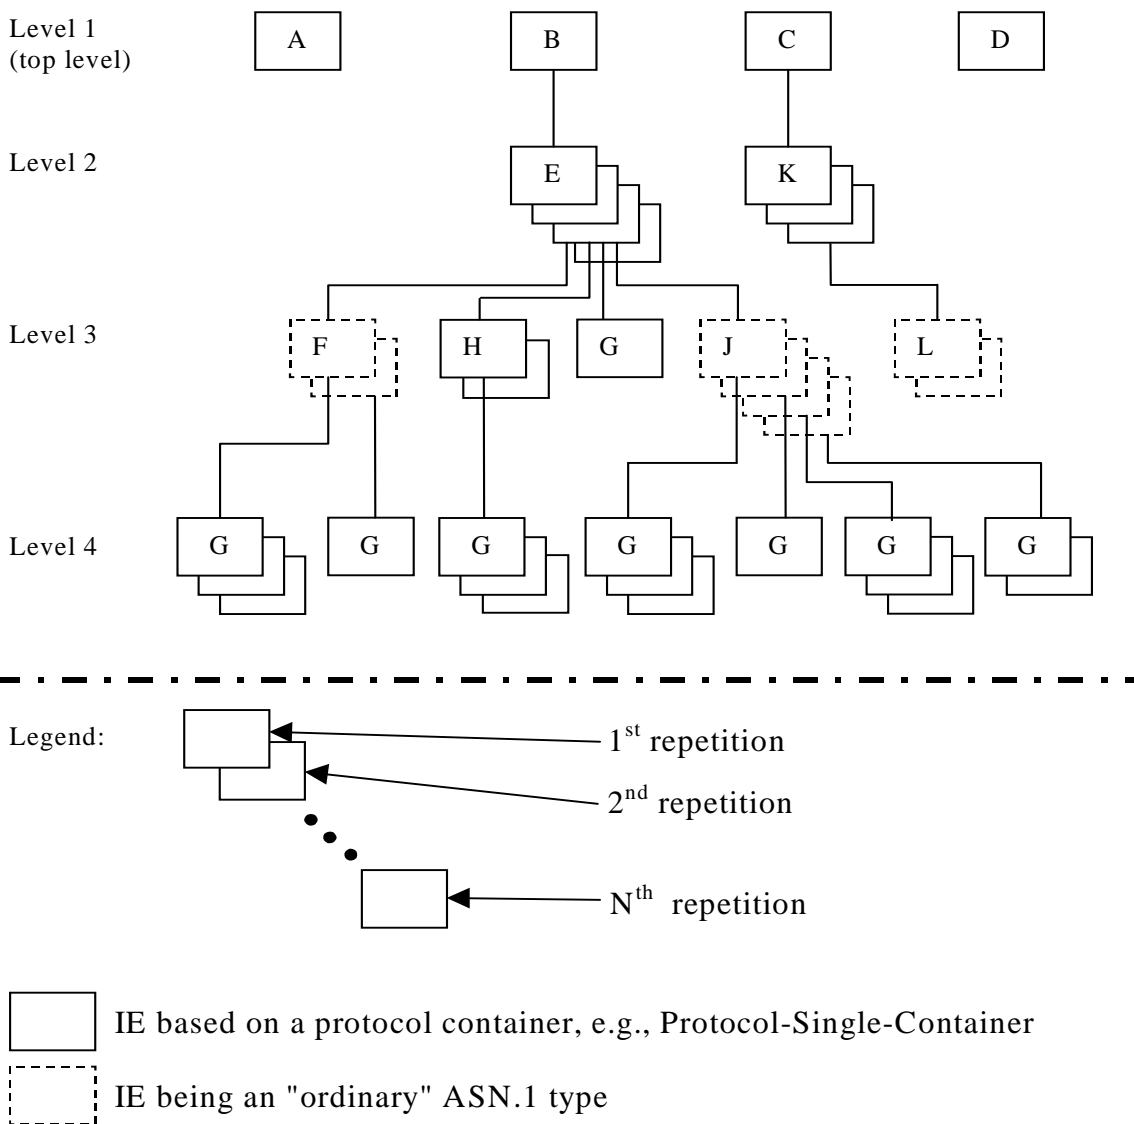 Level 1
(top level)
A B C D
Level 2
E K
Level 3
F H G J L
Level 4
G G G G G G G
Legend:
1st repetition
2nd repetition
Nth repetition
IE based on a protocol container, e.g., Protocol-Single-Container
IE being an "ordinary" ASN.1 type